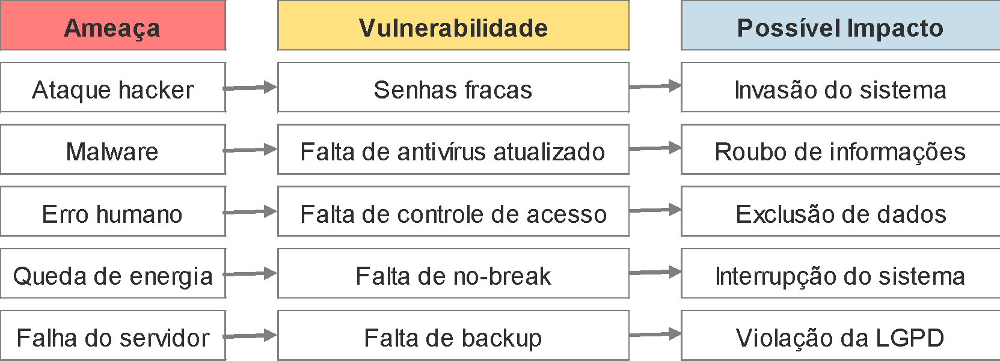 Ameaça Vulnerabilidade Possível Impacto
Ataque hacker Senhas fracas Invasão do sistema
Malware Falta de antivírus atualizado Roubo de informações
Erro humano Falta de controle de acesso Exclusão de dados
Queda de energia Falta de no-break Interrupção do sistema
Falha do servidor Falta de backup Violação da LGPD